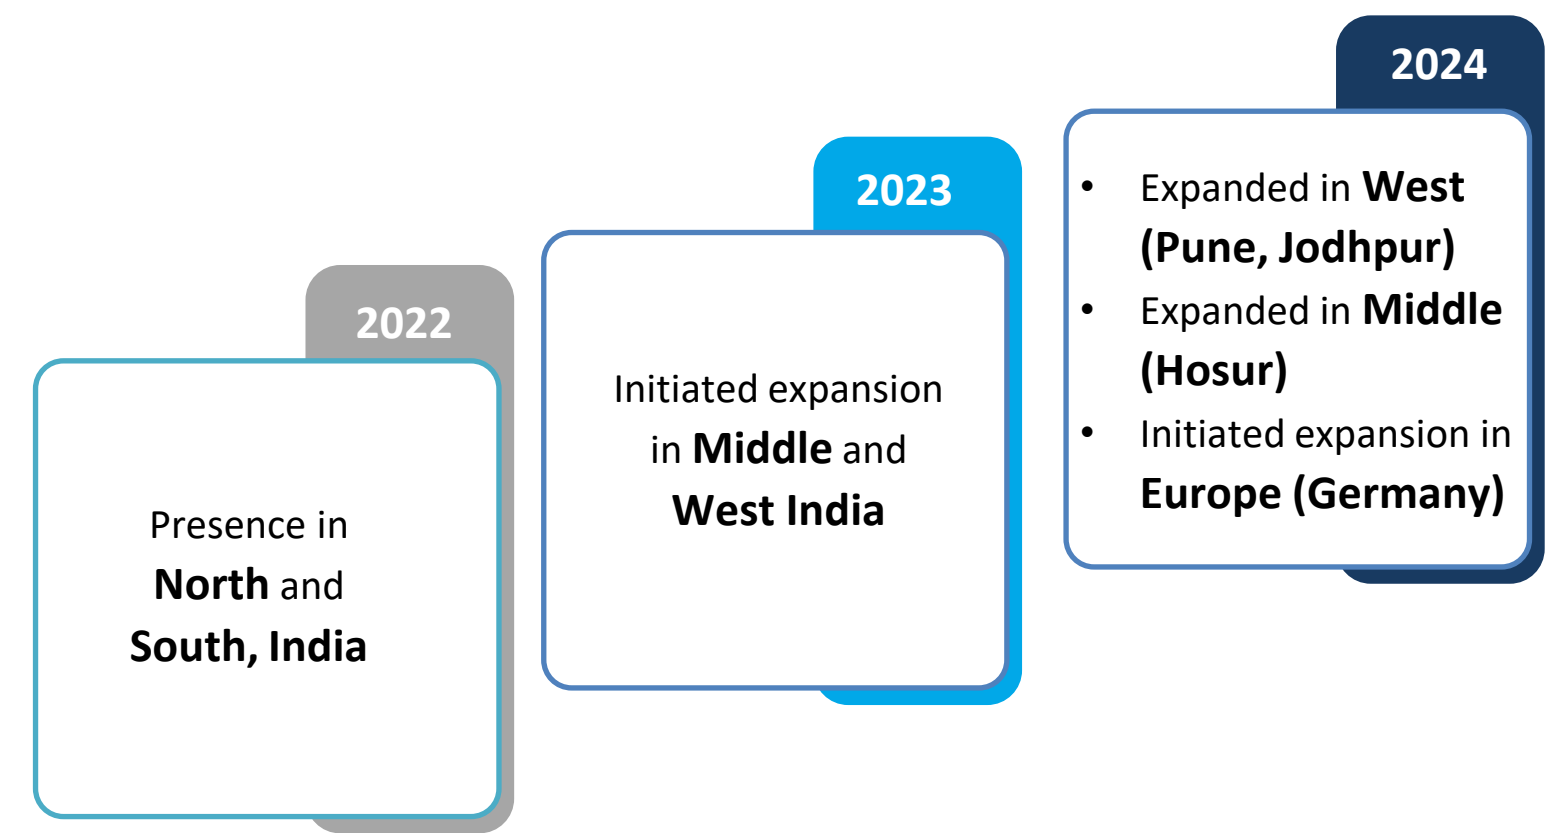 2022
Presence in
North and
South, India
2023
Initiated expansion
in Middle and
West India
2024
• Expanded in West
(Pune, Jodhpur)
• Expanded in Middle
(Hosur)
• Initiated expansion in
Europe (Germany)